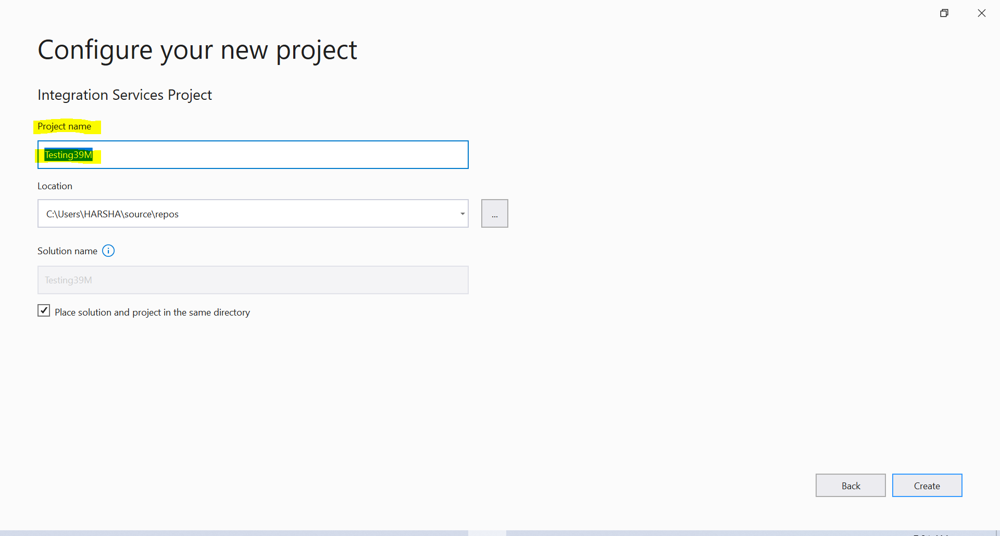 Configure your new project
Integration Services Project
Project name
Testing39M
Location
C:\Users\HARSHA\source\repos
...
Solution name
Testing39M
Place solution and project in the same directory
Back
Create